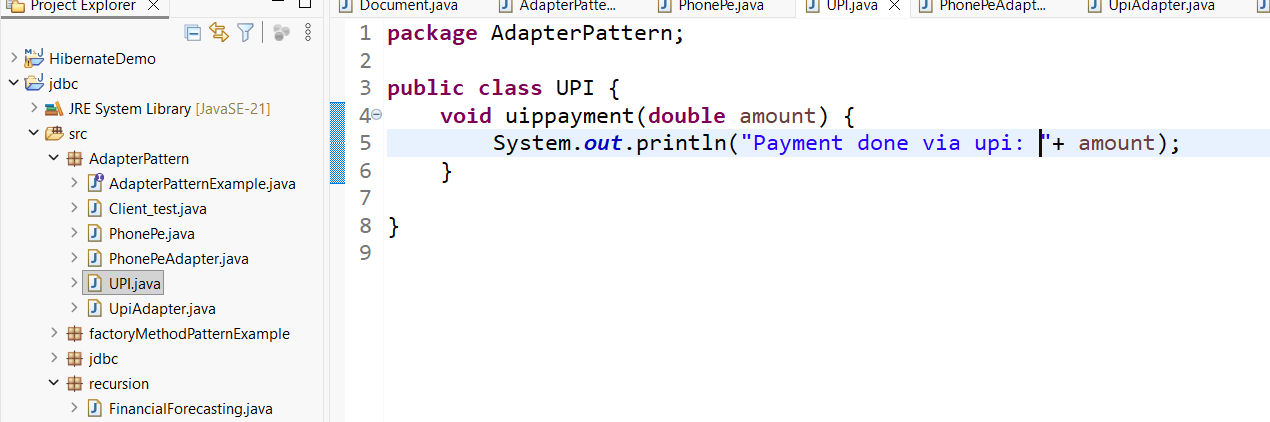 Project Explorer
HibernateDemo
jdbc
JRE System Library [JavaSE-21]
src
AdapterPattern
AdapterPatternExample.java
Client_test.java
PhonePe.java
PhonePeAdapter.java
UPI.java
UpiAdapter.java
factoryMethodPatternExample
jdbc
recursion
FinancialForecasting.java
Document.java AdapterPatte... PhonePe.java UPI.java PhonePeAdapt... UpiAdapter.java
1 package AdapterPattern;
2
3 public class UPI {
4 void uippayment(double amount) {
5 System.out.println("Payment done via upi: "+ amount);
6 }
7
8 }
9